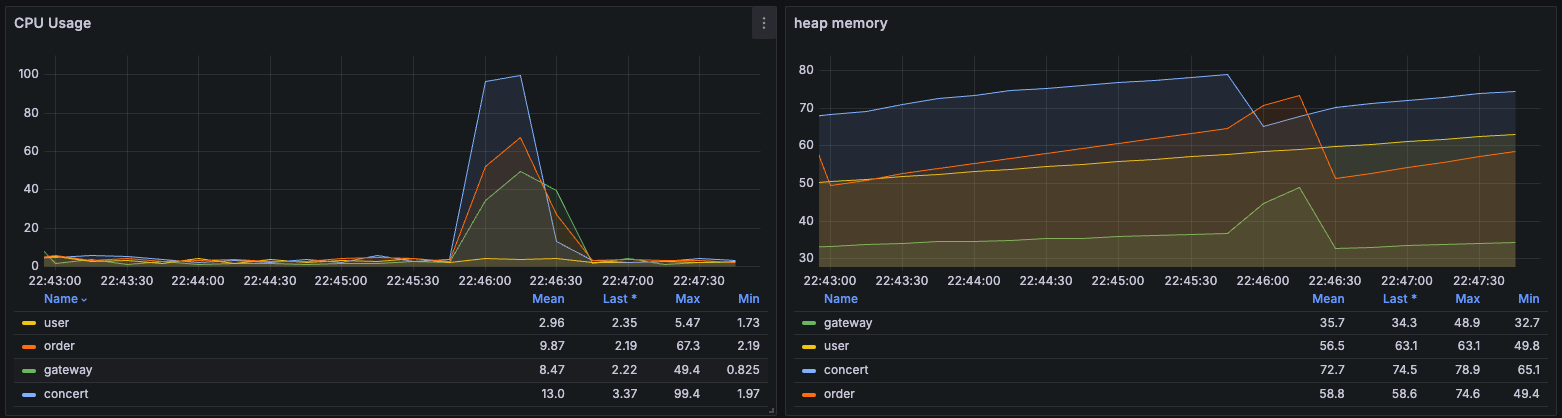 CPU Usage
100
80
60
40
20
0
22:43:00 22:43:30 22:44:00 22:44:30 22:45:00 22:45:30 22:46:00 22:46:30 22:47:00 22:47:30
Name Mean Last * Max Min
user 2.96 2.35 5.47 1.73
order 9.87 2.19 67.3 2.19
gateway 8.47 2.22 49.4 0.825
concert 13.0 3.37 99.4 1.97
heap memory
80
70
60
50
40
30
22:43:00 22:43:30 22:44:00 22:44:30 22:45:00 22:45:30 22:46:00 22:46:30 22:47:00 22:47:30
Name Mean Last * Max Min
gateway 35.7 34.3 48.9 32.7
user 56.5 63.1 63.1 49.8
concert 72.7 74.5 78.9 65.1
order 58.8 58.6 74.6 49.4